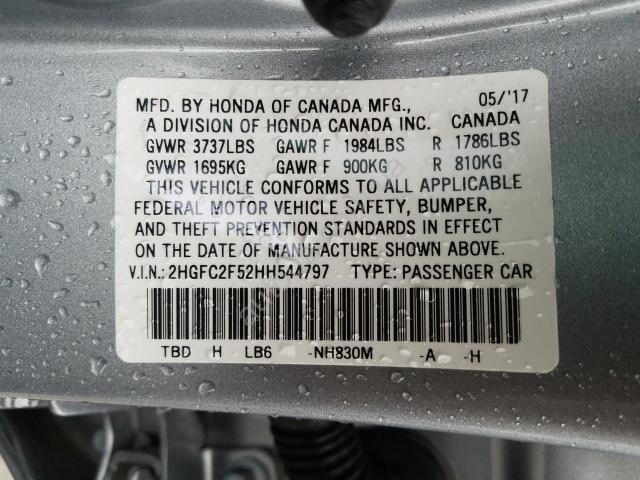 MFD. BY HONDA OF CANADA MFG., 05/'17
A DIVISION OF HONDA CANADA INC. CANADA
GVWR 3737LBS GAWR F 1984LBS R 1786LBS
GVWR 1695KG GAWR F 900KG R 810KG
THIS VEHICLE CONFORMS TO ALL APPLICABLE
FEDERAL MOTOR VEHICLE SAFETY, BUMPER,
AND THEFT PREVENTION STANDARDS IN EFFECT
ON THE DATE OF MANUFACTURE SHOWN ABOVE.
V.I.N.: 2HGFC2F52HH544797 TYPE: PASSENGER CAR
TBD H LB6 -NH830M -A -H